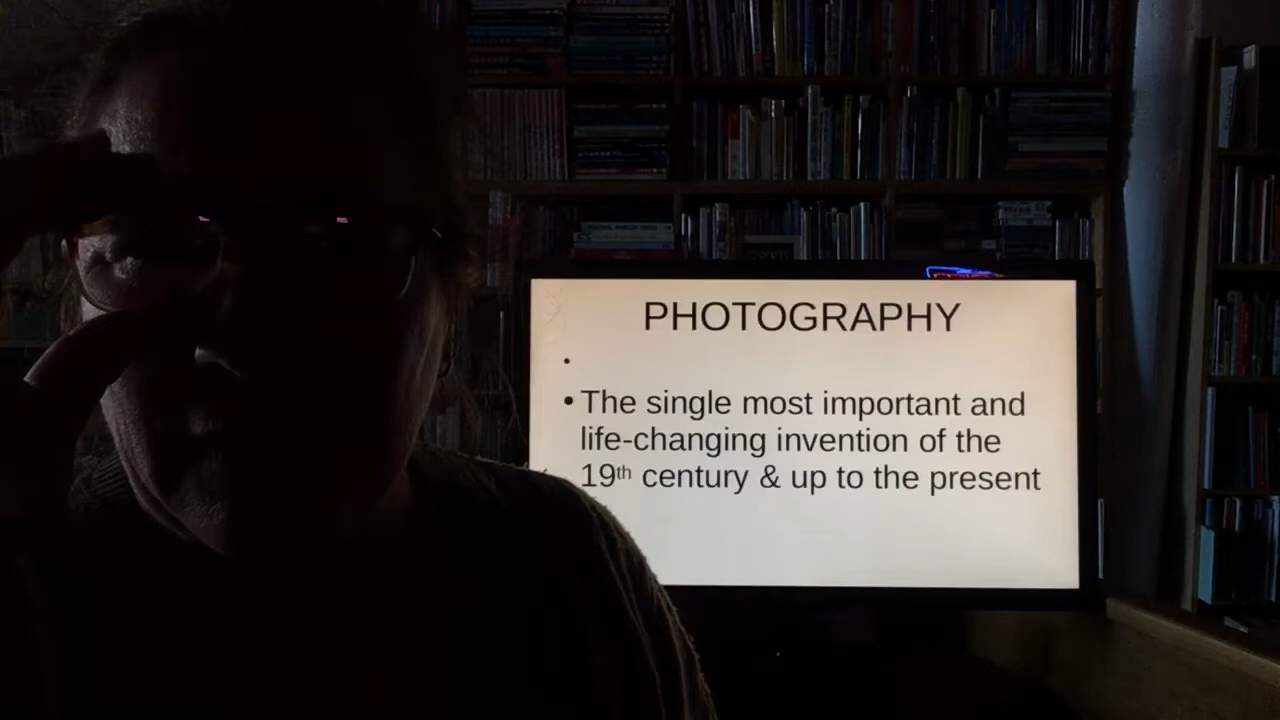 PHOTOGRAPHY
•
• The single most important and
life-changing invention of the
19th century & up to the present